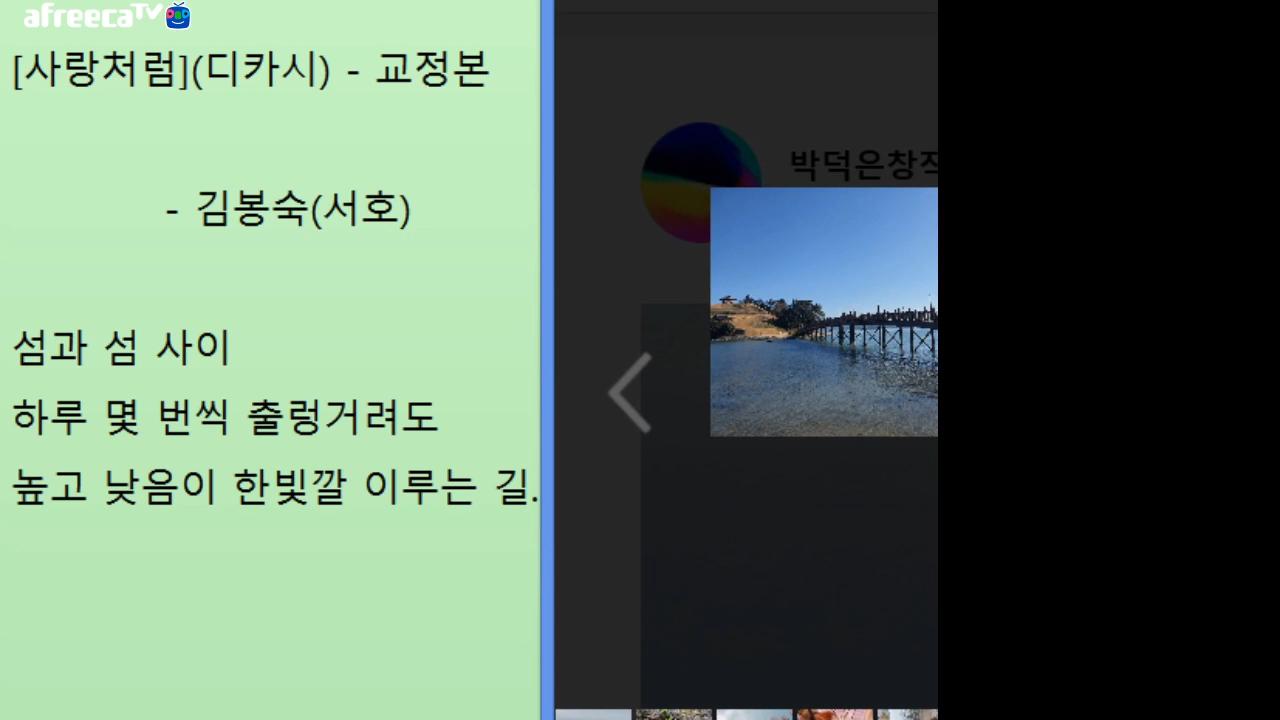 afreecaTV
[사랑처럼](디카시) - 교정본
- 김봉숙(서호)
섬과 섬 사이
하루 몇 번씩 출렁거려도
높고 낮음이 한빛깔 이루는 길.
박덕은창작